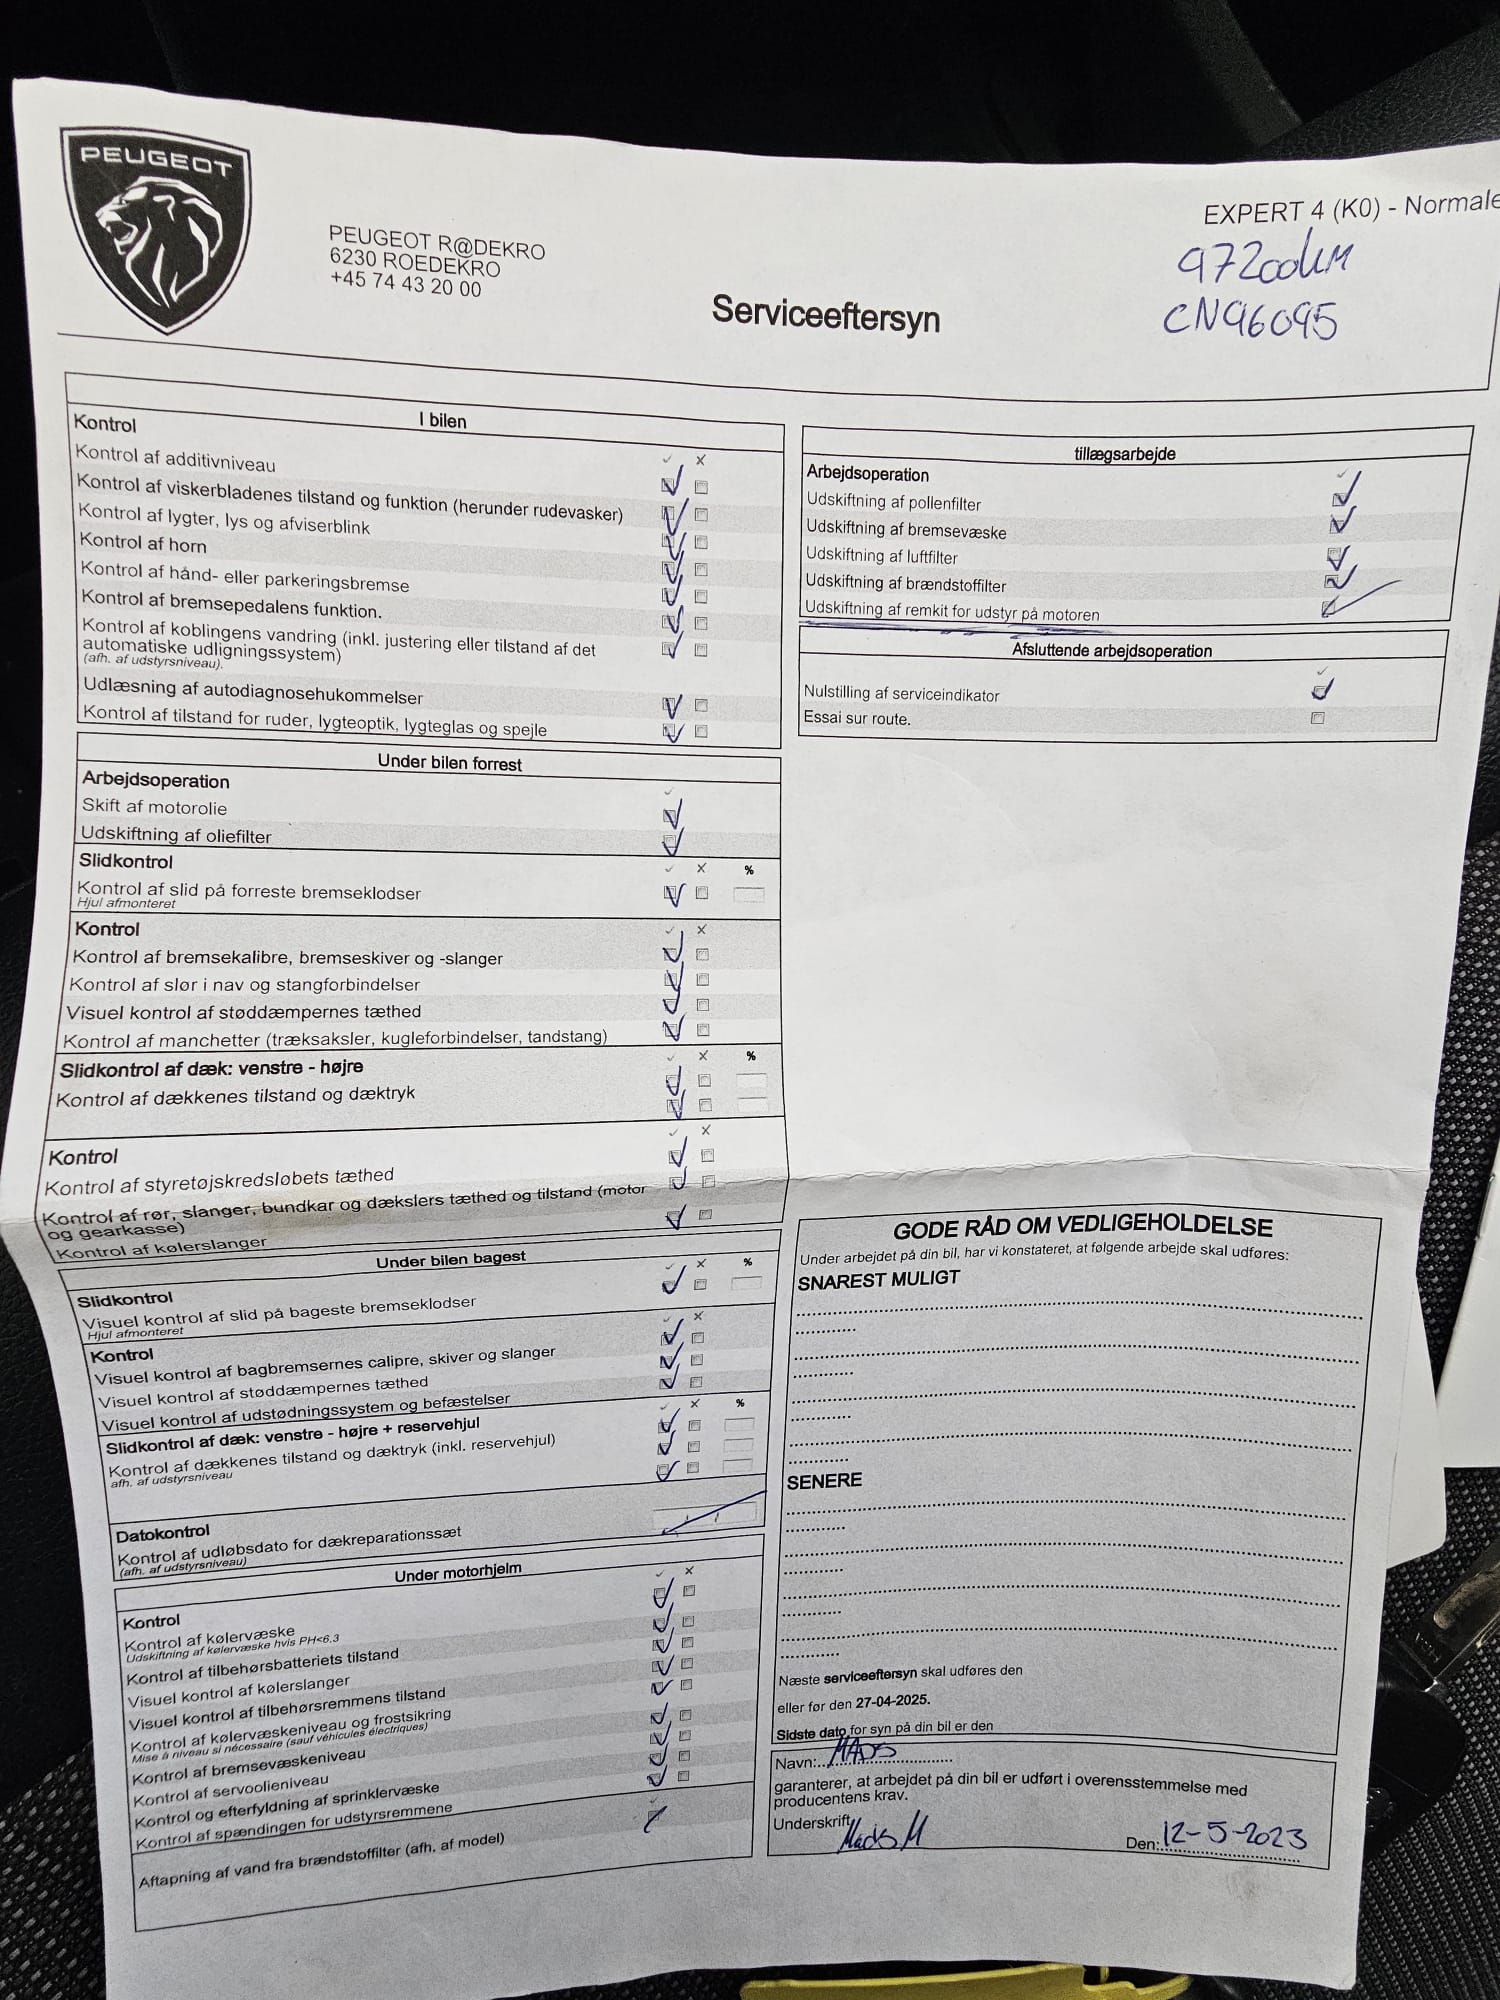 PEUGEOT
PEUGEOT R@DEKRO
6230 ROEDEKRO
+45 74 43 20 00
Serviceeftersyn
EXPERT 4 (K0) - Normale
97200km
CN96095
I bilen
Kontrol
Kontrol af additivniveau
Kontrol af viskerbladenes tilstand og funktion (herunder rudevasker)
Kontrol af lygter, lys og afviserblink
Kontrol af horn
Kontrol af hånd- eller parkeringsbremse
Kontrol af bremsepedalens funktion.
Kontrol af koblingens vandring (inkl. justering eller tilstand af det
automatiske udligningssystem)
(afh. af udstyrsniveau).
Udlæsning af autodiagnosehukommelser
Kontrol af tilstand for ruder, lygteoptik, lygteglas og spejle
Under bilen forrest
Arbejdsoperation
Skift af motorolie
Udskiftning af oliefilter
Slidkontrol
%
Kontrol af slid på forreste bremseklodser
Hjul afmonteret
Kontrol
Kontrol af bremsekalibre, bremseskiver og -slanger
Kontrol af slør i nav og stangforbindelser
Visuel kontrol af støddæmpernes tæthed
Kontrol af manchetter (træksaksler, kugleforbindelser, tandstang)
%
Slidkontrol af dæk: venstre - højre
Kontrol af dækkenes tilstand og dæktryk
Kontrol
Kontrol af styretøjskredsløbets tæthed
Kontrol af rør, slanger, bundkar og dækslers tæthed og tilstand (motor
og gearkasse)
Kontrol af kølerslanger
Under bilen bagest
%
Slidkontrol
Visuel kontrol af slid på bageste bremseklodser
Hjul afmonteret
Kontrol
Visuel kontrol af bagbremsernes calipre, skiver og slanger
Visuel kontrol af støddæmpernes tæthed
Visuel kontrol af udstødningssystem og befæstelser
%
Slidkontrol af dæk: venstre - højre + reservehjul
Kontrol af dækkenes tilstand og dæktryk (inkl. reservehjul)
afh. af udstyrsniveau
Datokontrol
Kontrol af udløbsdato for dækreparationssæt
(afh. af udstyrsniveau)
Under motorhjelm
Kontrol
Kontrol af kølervæske
Udskiftning af kølervæske hvis PH<6.3
Kontrol af tilbehørsbatteriets tilstand
Visuel kontrol af kølerslanger
Visuel kontrol af tilbehørsremmens tilstand
Kontrol af kølervæskeniveau og frostsikring
Mise à niveau si nécessaire (sauf véhicules électriques)
Kontrol af bremsevæskeniveau
Kontrol af servoolieniveau
Kontrol og efterfyldning af sprinklervæske
Kontrol af spændingen for udstyrsremmene
Aftapning af vand fra brændstoffilter (afh. af model)
tillægsarbejde
Arbejdsoperation
Udskiftning af pollenfilter
Udskiftning af bremsevæske
Udskiftning af luftfilter
Udskiftning af brændstoffilter
Udskiftning af remkit for udstyr på motoren
Afsluttende arbejdsoperation
Nulstilling af serviceindikator
Essai sur route.
GODE RÅD OM VEDLIGEHOLDELSE
Under arbejdet på din bil, har vi konstateret, at følgende arbejde skal udføres:
SNAREST MULIGT
SENERE
Næste serviceeftersyn skal udføres den
eller før den 27-04-2025.
Sidste dato for syn på din bil er den
Navn:..MADS
garanterer, at arbejdet på din bil er udført i overensstemmelse med
producentens krav.
Underskrift Mads M
Den: 12-5-2023